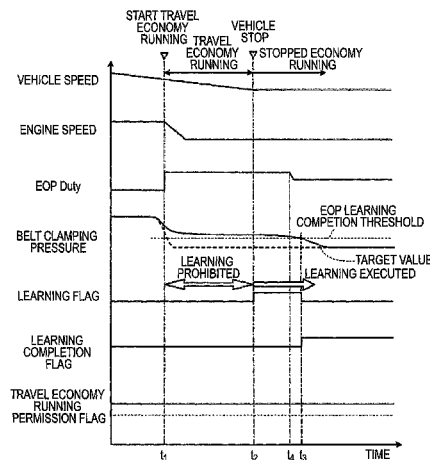 START TRAVEL
ECONOMY
RUNNING
VEHICLE
STOP
TRAVEL
ECONOMY
RUNNING
STOPPED ECONOMY
RUNNING
VEHICLE SPEED
ENGINE SPEED
EOP Duty
EOP LEARNING
COMPETION THRESHOLD
BELT CLAMPING
PRESSURE
TARGET VALUE
LEARNING
PROHIBITED
LEARNING EXECUTED
LEARNING FLAG
LEARNING
COMPLETION
FLAG
TRAVEL ECONOMY
RUNNING
PERMISSION FLAG
t1 t2 t4 t3 TIME